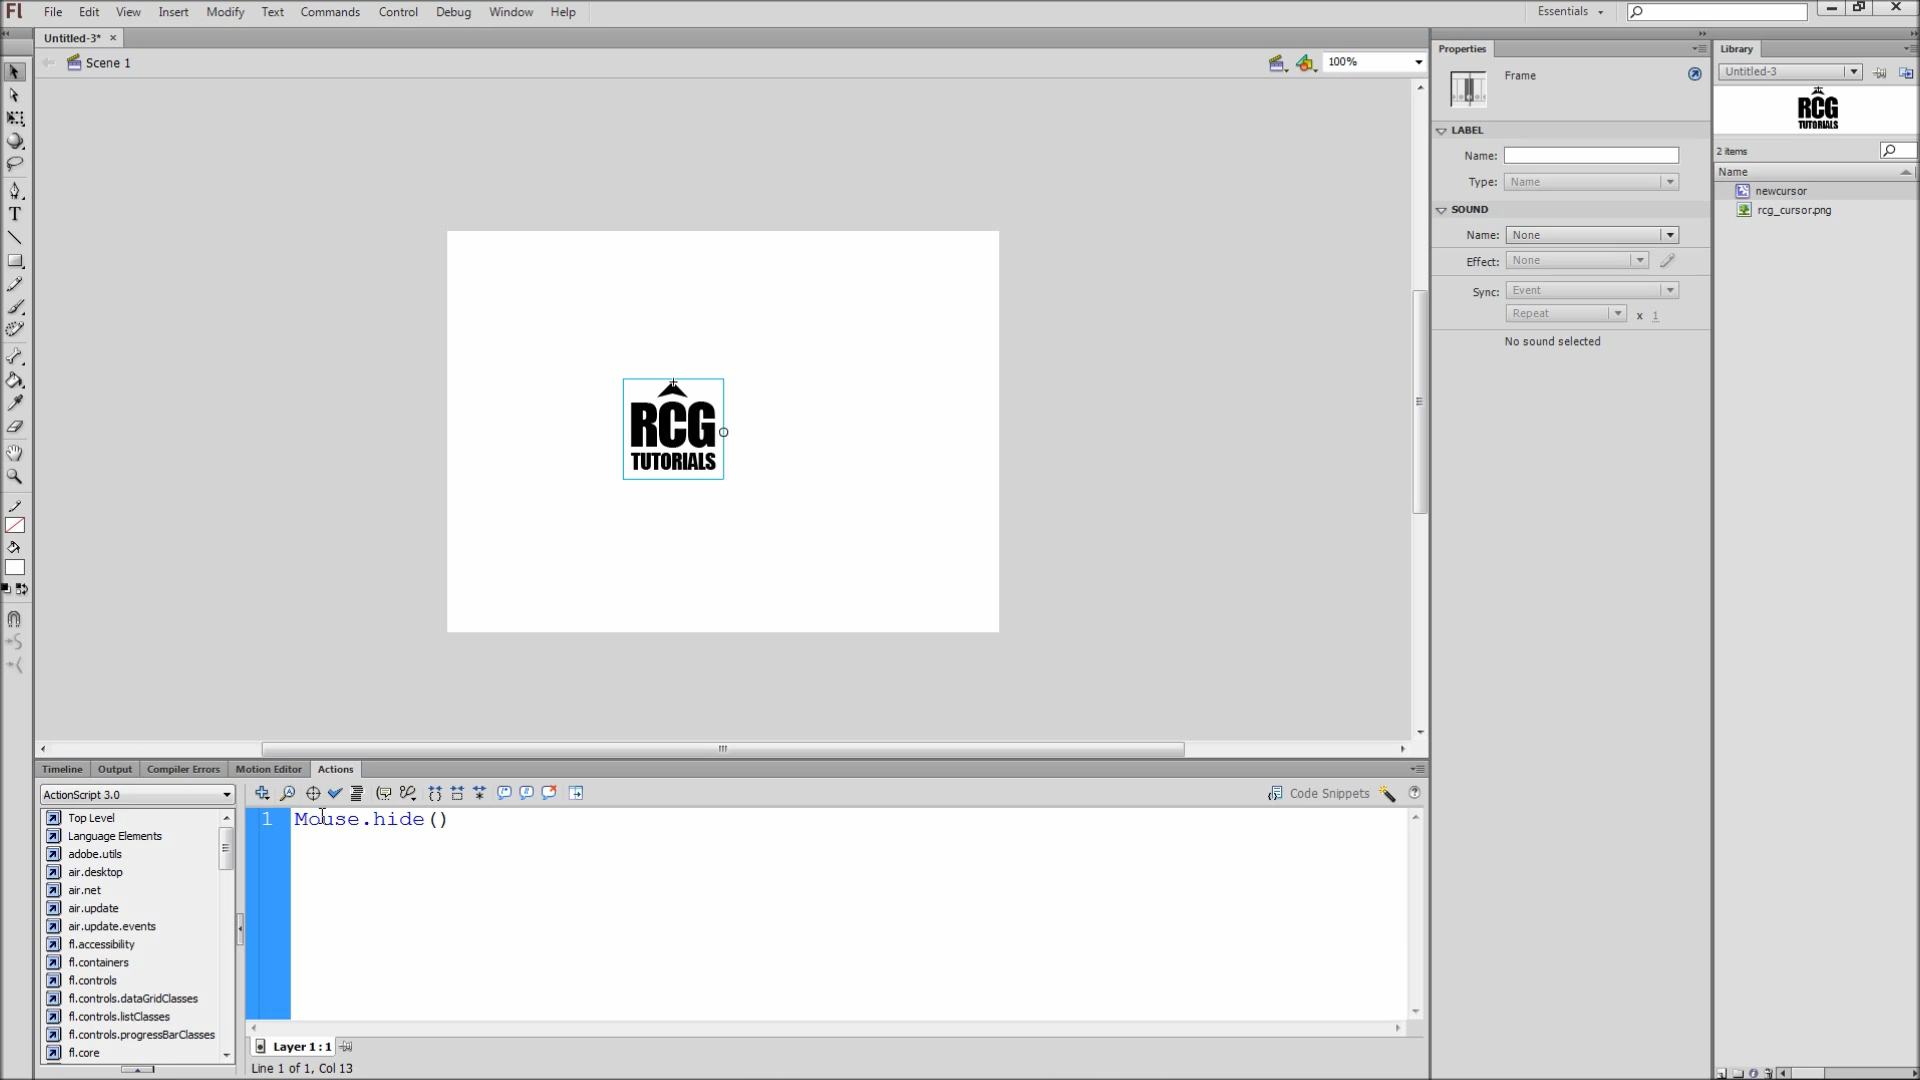 Fl File Edit View Insert Modify Text Commands Control Debug Window Help Essentials
Untitled-3* ×
Scene 1
100%
Properties
Frame
LABEL
Name:
Type: Name
SOUND
Name: None
Effect: None
Sync: Event
Repeat x 1
No sound selected
Library
Untitled-3
RCG
TUTORIALS
2 items
Name
newcursor
rcg_cursor.png
RCG
TUTORIALS
Timeline Output Compiler Errors Motion Editor Actions
ActionScript 3.0
Code Snippets
Top Level
Language Elements
adobe.utils
air.desktop
air.net
air.update
air.update.events
fl.accessibility
fl.containers
fl.controls
fl.controls.dataGridClasses
fl.controls.listClasses
fl.controls.progressBarClasses
fl.core
1 Mouse.hide()
Layer 1 : 1
Line 1 of 1, Col 13